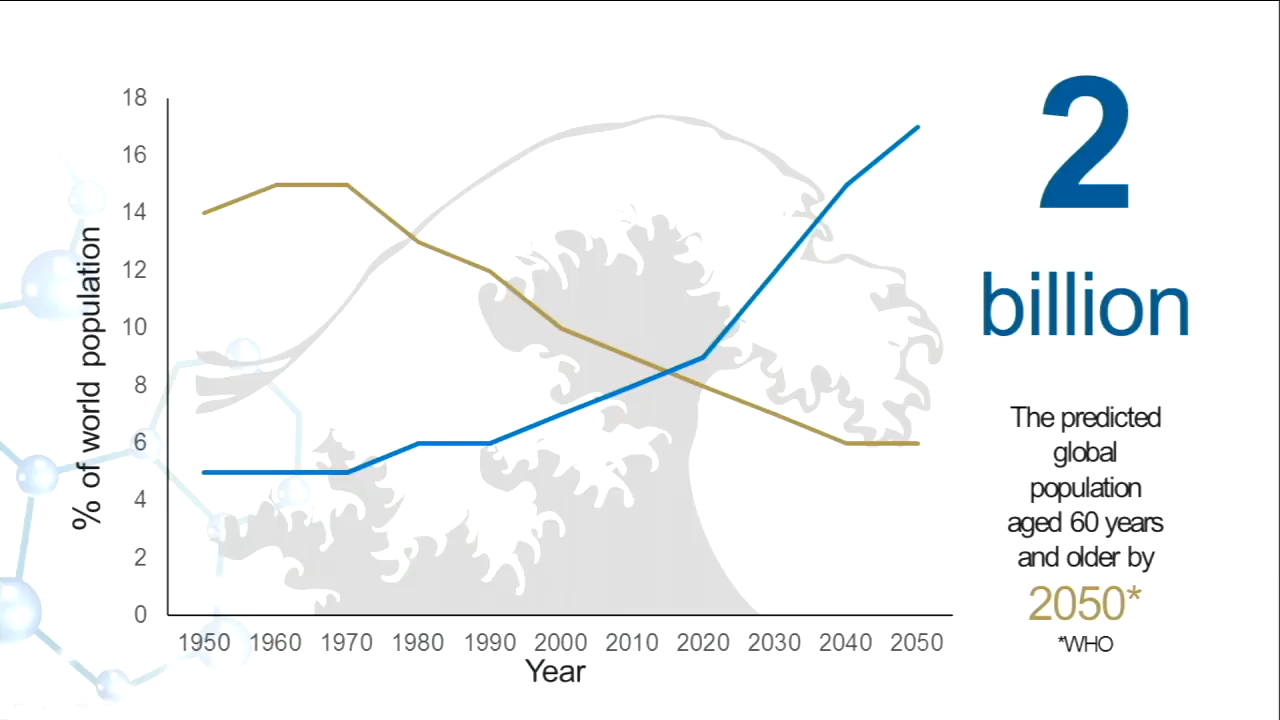 18
16
14
12
10
8
6
4
2
0
% of world population
1950 1960 1970 1980 1990 2000 2010 2020 2030 2040 2050
Year
2
billion
The predicted
global
population
aged 60 years
and older by
2050*
*WHO